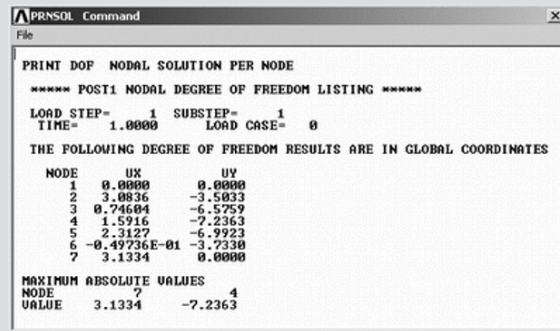 PRNSOL Command
File
PRINT DOF NODAL SOLUTION PER NODE
***** POST1 NODAL DEGREE OF FREEDOM LISTING *****
LOAD STEP= 1 SUBSTEP= 1
TIME= 1.0000 LOAD CASE= 0
THE FOLLOWING DEGREE OF FREEDOM RESULTS ARE IN GLOBAL COORDINATES
NODE UX UY
1 0.0000 0.0000
2 3.0836 -3.5033
3 0.74604 -6.5759
4 1.5916 -7.2363
5 2.3127 -6.9923
6 -0.49736E-01 -3.7330
7 3.1334 0.0000
MAXIMUM ABSOLUTE VALUES
NODE 7 4
VALUE 3.1334 -7.2363